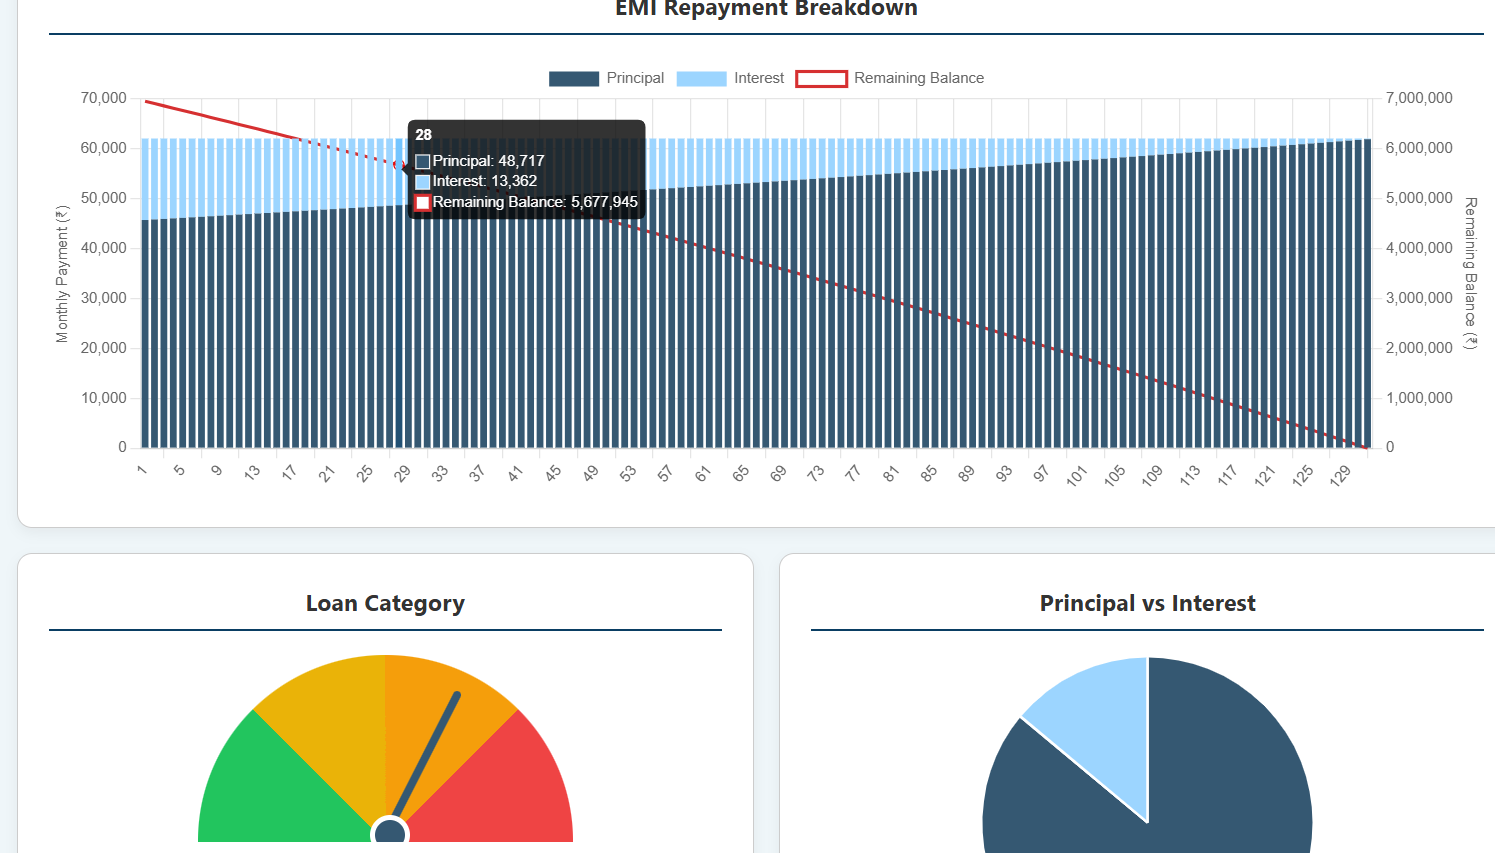 EMI Repayment Breakdown
Principal Interest Remaining Balance
70,000
60,000
50,000
40,000
30,000
20,000
10,000
0
Monthly Payment (₹)
28
Principal: 48,717
Interest: 13,362
Remaining Balance: 5,677,945
7,000,000
6,000,000
5,000,000
4,000,000
3,000,000
2,000,000
1,000,000
0
Remaining Balance (₹)
1 5 9 13 17 21 25 29 33 37 41 45 49 53 57 61 65 69 73 77 81 85 89 93 97 101 105 109 113 117 121 125 129
Loan Category
Principal vs Interest